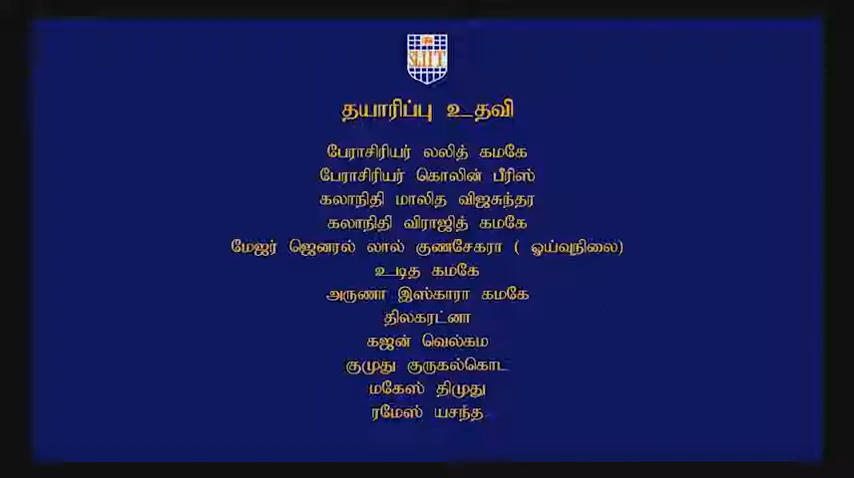 SLIIT
தயாரிப்பு உதவி
பேராசிரியர் லலித் கமகே
பேராசிரியர் கொலின் பீரிஸ்
கலாநிதி மாலித விஜசுந்தர
கலாநிதி விராஜித் கமகே
மேஜர் ஜெனரல் லால் குணசேகரா ( ஓய்வுநிலை)
உடித கமகே
அருணா இஸ்காரா கமகே
திலகரட்னா
கஜன் வெல்கம
குமுது குருகல்கொட
மகேஸ் திமுது
ரமேஸ் யசந்த